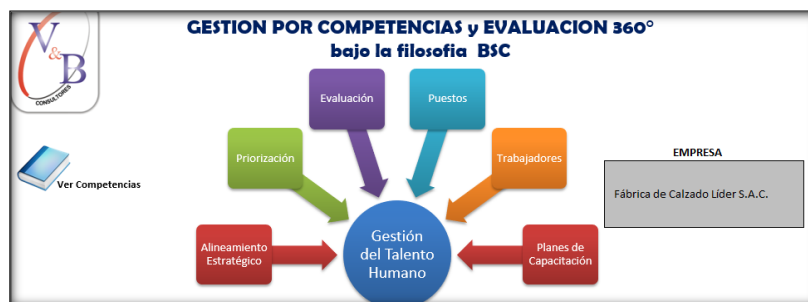 V&B
CONSULTORES
GESTION POR COMPETENCIAS y EVALUACION 360°
bajo la filosofia BSC
Evaluación
Puestos
Priorización
Trabajadores
Ver Competencias
EMPRESA
Fábrica de Calzado Líder S.A.C.
Alineamiento
Estratégico
Gestión
del Talento
Humano
Planes de
Capacitación